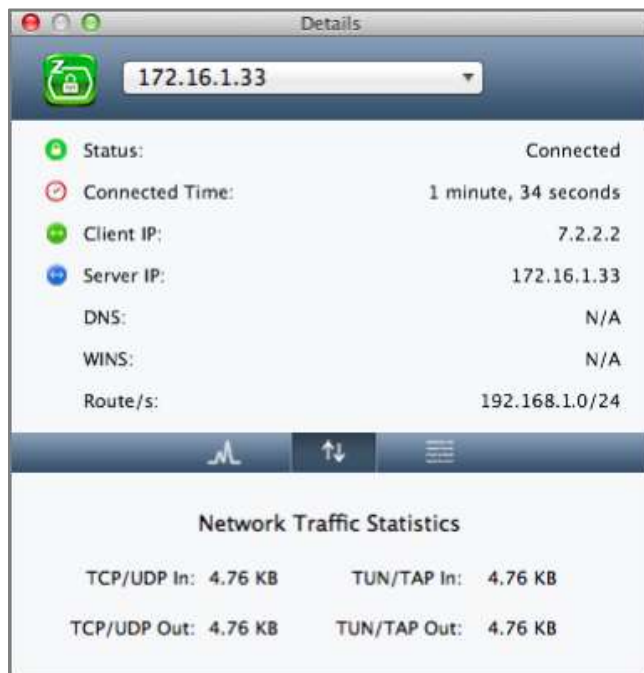 Details
172.16.1.33
Status: Connected
Connected Time: 1 minute, 34 seconds
Client IP: 7.2.2.2
Server IP: 172.16.1.33
DNS: N/A
WINS: N/A
Route/s: 192.168.1.0/24
Network Traffic Statistics
TCP/UDP In: 4.76 KB TUN/TAP In: 4.76 KB
TCP/UDP Out: 4.76 KB TUN/TAP Out: 4.76 KB